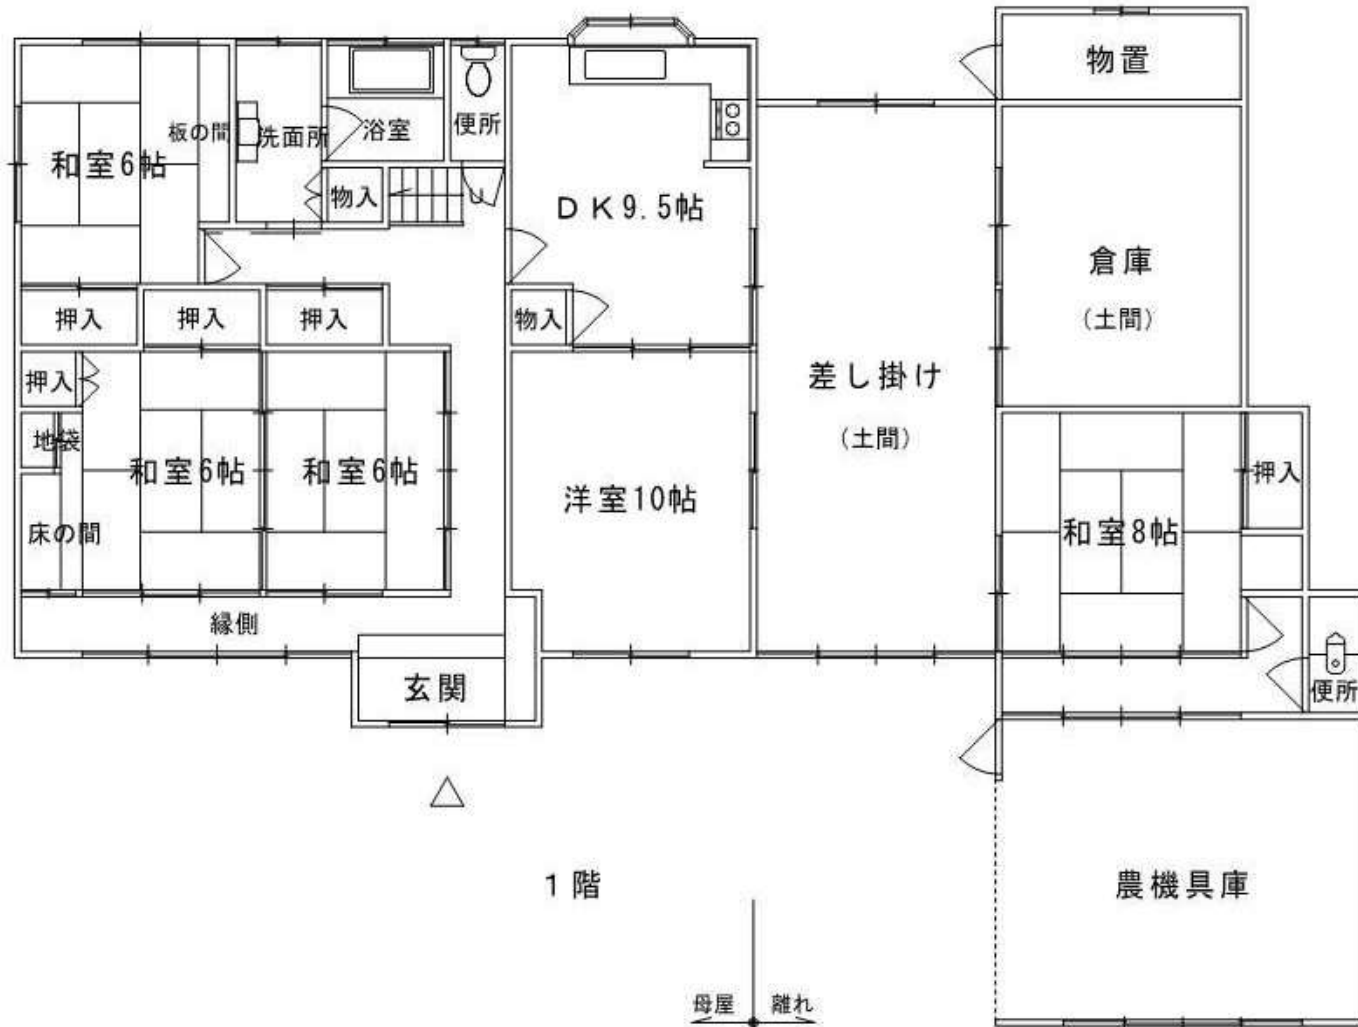 物置
板の間
洗面所
浴室
便所
和室6帖
物入
DK9.5帖
倉庫
(土間)
押入
押入
押入
物入
差し掛け
(土間)
押入
地袋
和室6帖
和室6帖
洋室10帖
押入
床の間
和室8帖
縁側
玄関
便所
1階
農機具庫
母屋
離れ